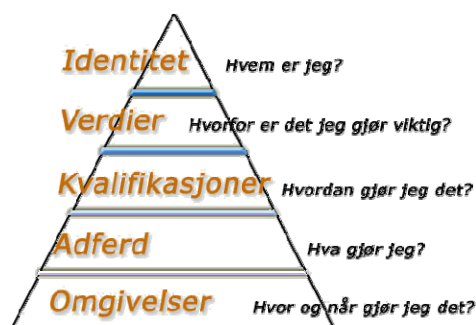 Identitet Hvem er jeg?
Verdier Hvorfor er det jeg gjør viktig?
Kvalifikasjoner Hvordan gjør jeg det?
Adferd Hva gjør jeg?
Omgivelser Hvor og når gjør jeg det?